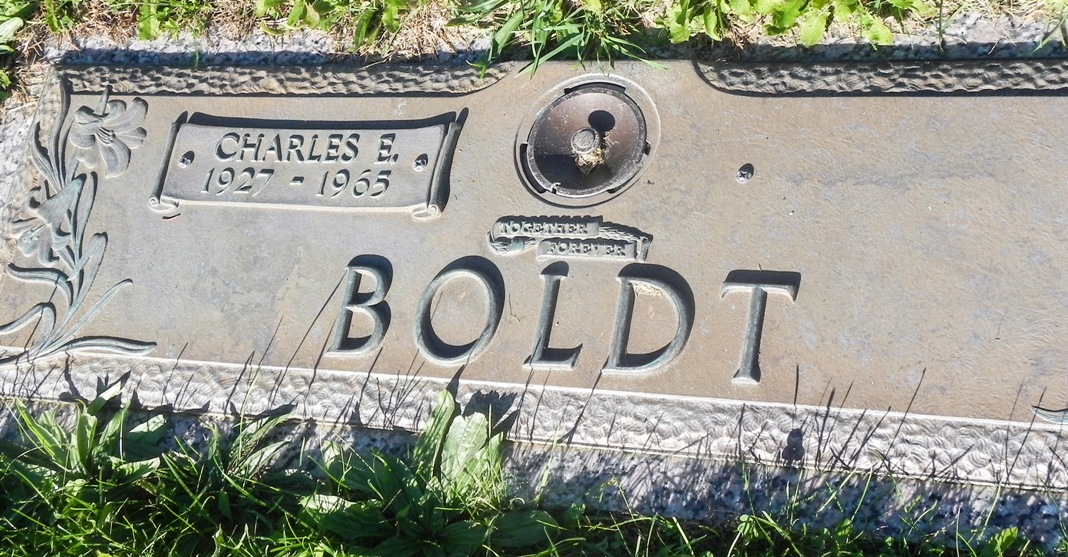 CHARLES E.
1927 - 1965
TOGETHER
FOREVER
BOLDT